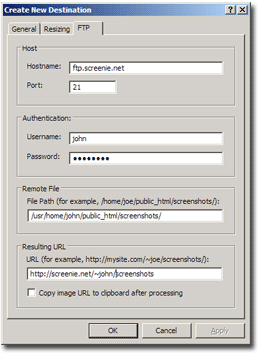 Create New Destination
General Resizing FTP
Host
Hostname: ftp.screenie.net
Port: 21
Authentication:
Username: john
Password: ••••••••
Remote File
File Path (for example, /home/joe/public_html/screenshots/):
/usr/home/john/public_html/screenshots/
Resulting URL
URL (for example, http://mysite.com/~joe/screenshots/):
http://screenie.net/~john/screenshots
Copy image URL to clipboard after processing
OK Cancel Apply